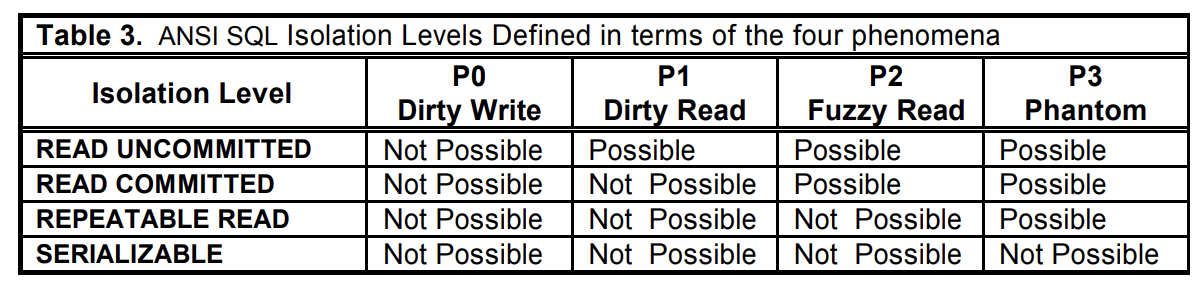 Table 3. ANSI SQL Isolation Levels Defined in terms of the four phenomena
Isolation Level P0 Dirty Write P1 Dirty Read P2 Fuzzy Read P3 Phantom
READ UNCOMMITTED Not Possible Possible Possible Possible
READ COMMITTED Not Possible Not Possible Possible Possible
REPEATABLE READ Not Possible Not Possible Not Possible Possible
SERIALIZABLE Not Possible Not Possible Not Possible Not Possible